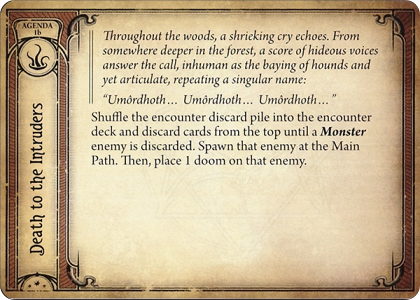 AGENDA
1b
Death to the Intruders
Throughout the woods, a shrieking cry echoes. From
somewhere deeper in the forest, a score of hideous voices
answer the call, inhuman as the baying of hounds and
yet articulate, repeating a singular name:
“Umôrdhoth… Umôrdhoth… Umôrdhoth…”
Shuffle the encounter discard pile into the encounter
deck and discard cards from the top until a Monster
enemy is discarded. Spawn that enemy at the Main
Path. Then, place 1 doom on that enemy.